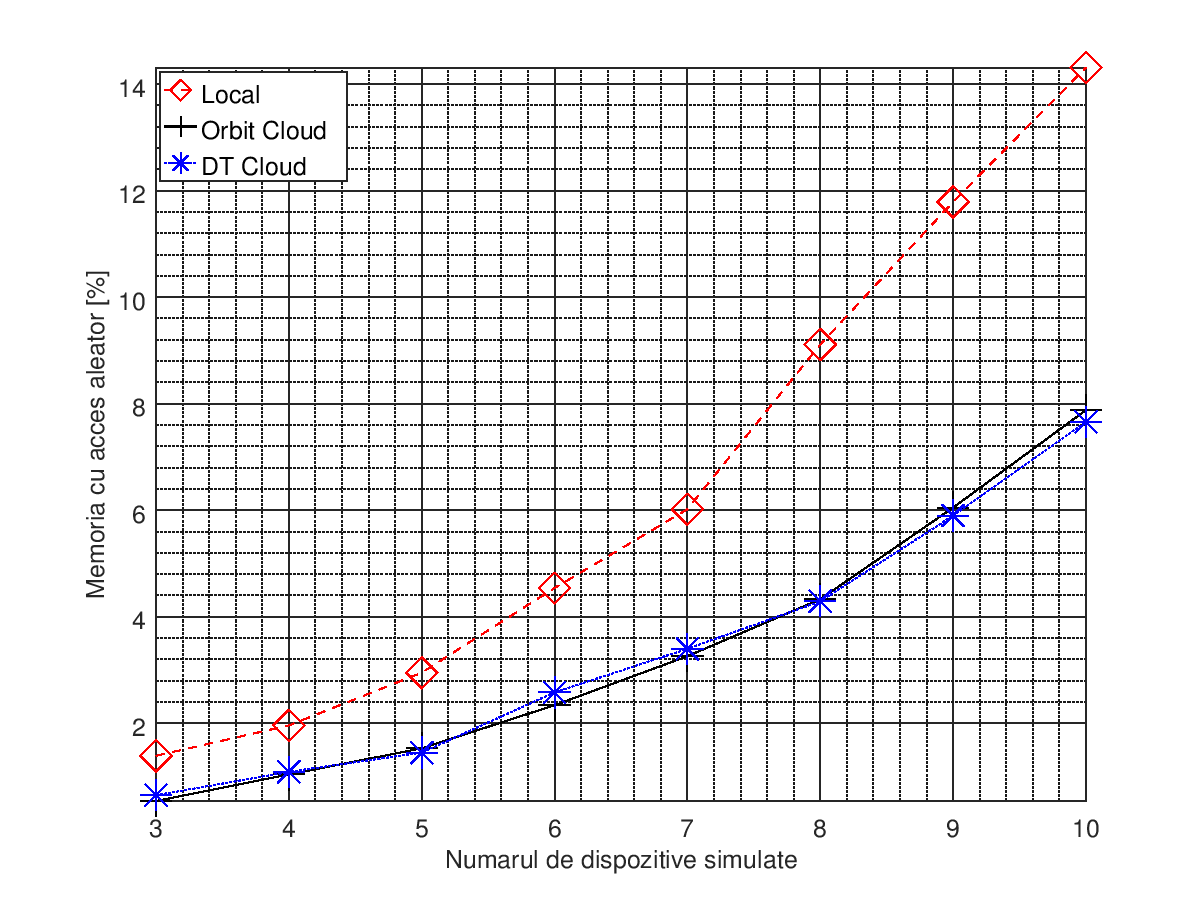 14
12
10
8
6
4
2
Memoria cu acces aleator [%]
Local
Orbit Cloud
DT Cloud
3 4 5 6 7 8 9 10
Numarul de dispozitive simulate